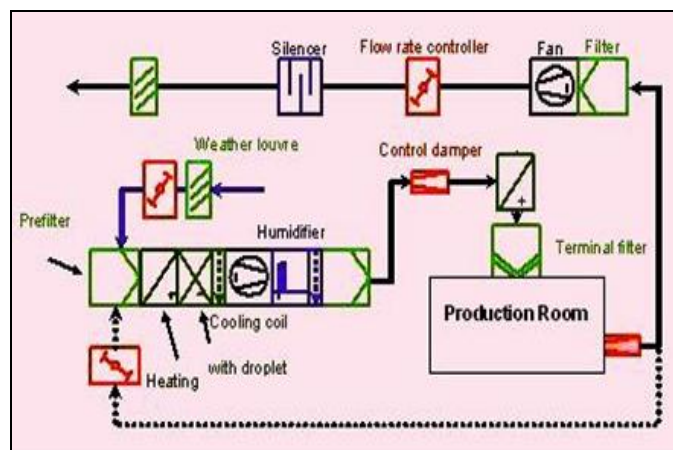 Silencer
Flow rate controller
Fan
Filter
Weather louvre
Control damper
Prefilter
Humidifier
Terminal filter
Production Room
Cooling coil
with droplet
Heating